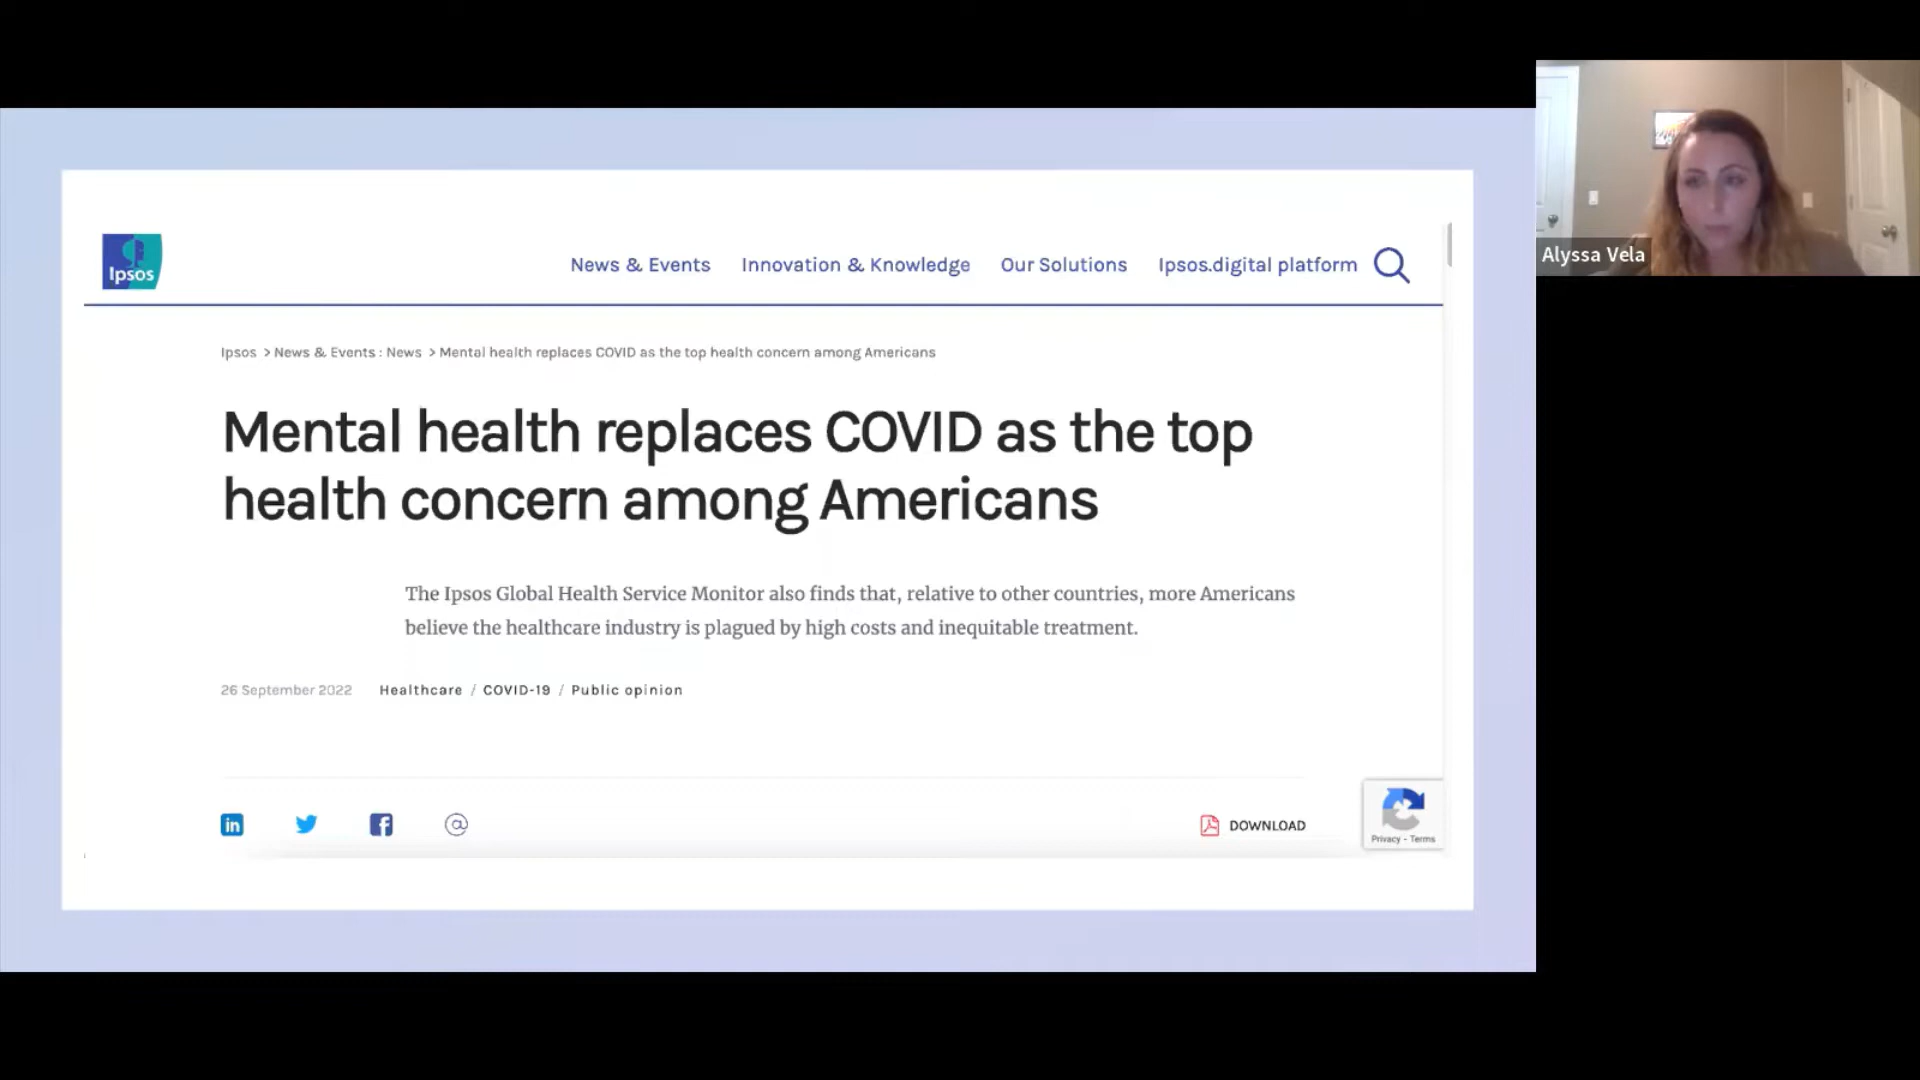 Ipsos
News & Events Innovation & Knowledge Our Solutions Ipsos.digital platform
Ipsos > News & Events : News > Mental health replaces COVID as the top health concern among Americans
Mental health replaces COVID as the top
health concern among Americans
The Ipsos Global Health Service Monitor also finds that, relative to other countries, more Americans
believe the healthcare industry is plagued by high costs and inequitable treatment.
26 September 2022 Healthcare / COVID-19 / Public opinion
in
DOWNLOAD
Privacy - Terms
Alyssa Vela